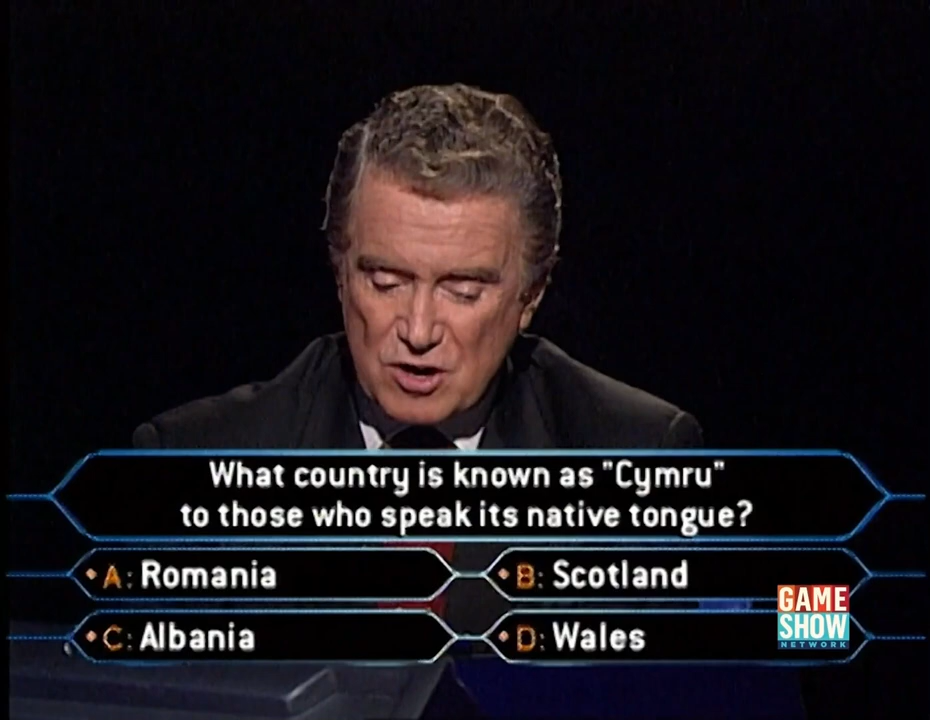 What country is known as "Cymru"
to those who speak its native tongue?
A: Romania
B: Scotland
C: Albania
D: Wales
GAME
SHOW
NETWORK